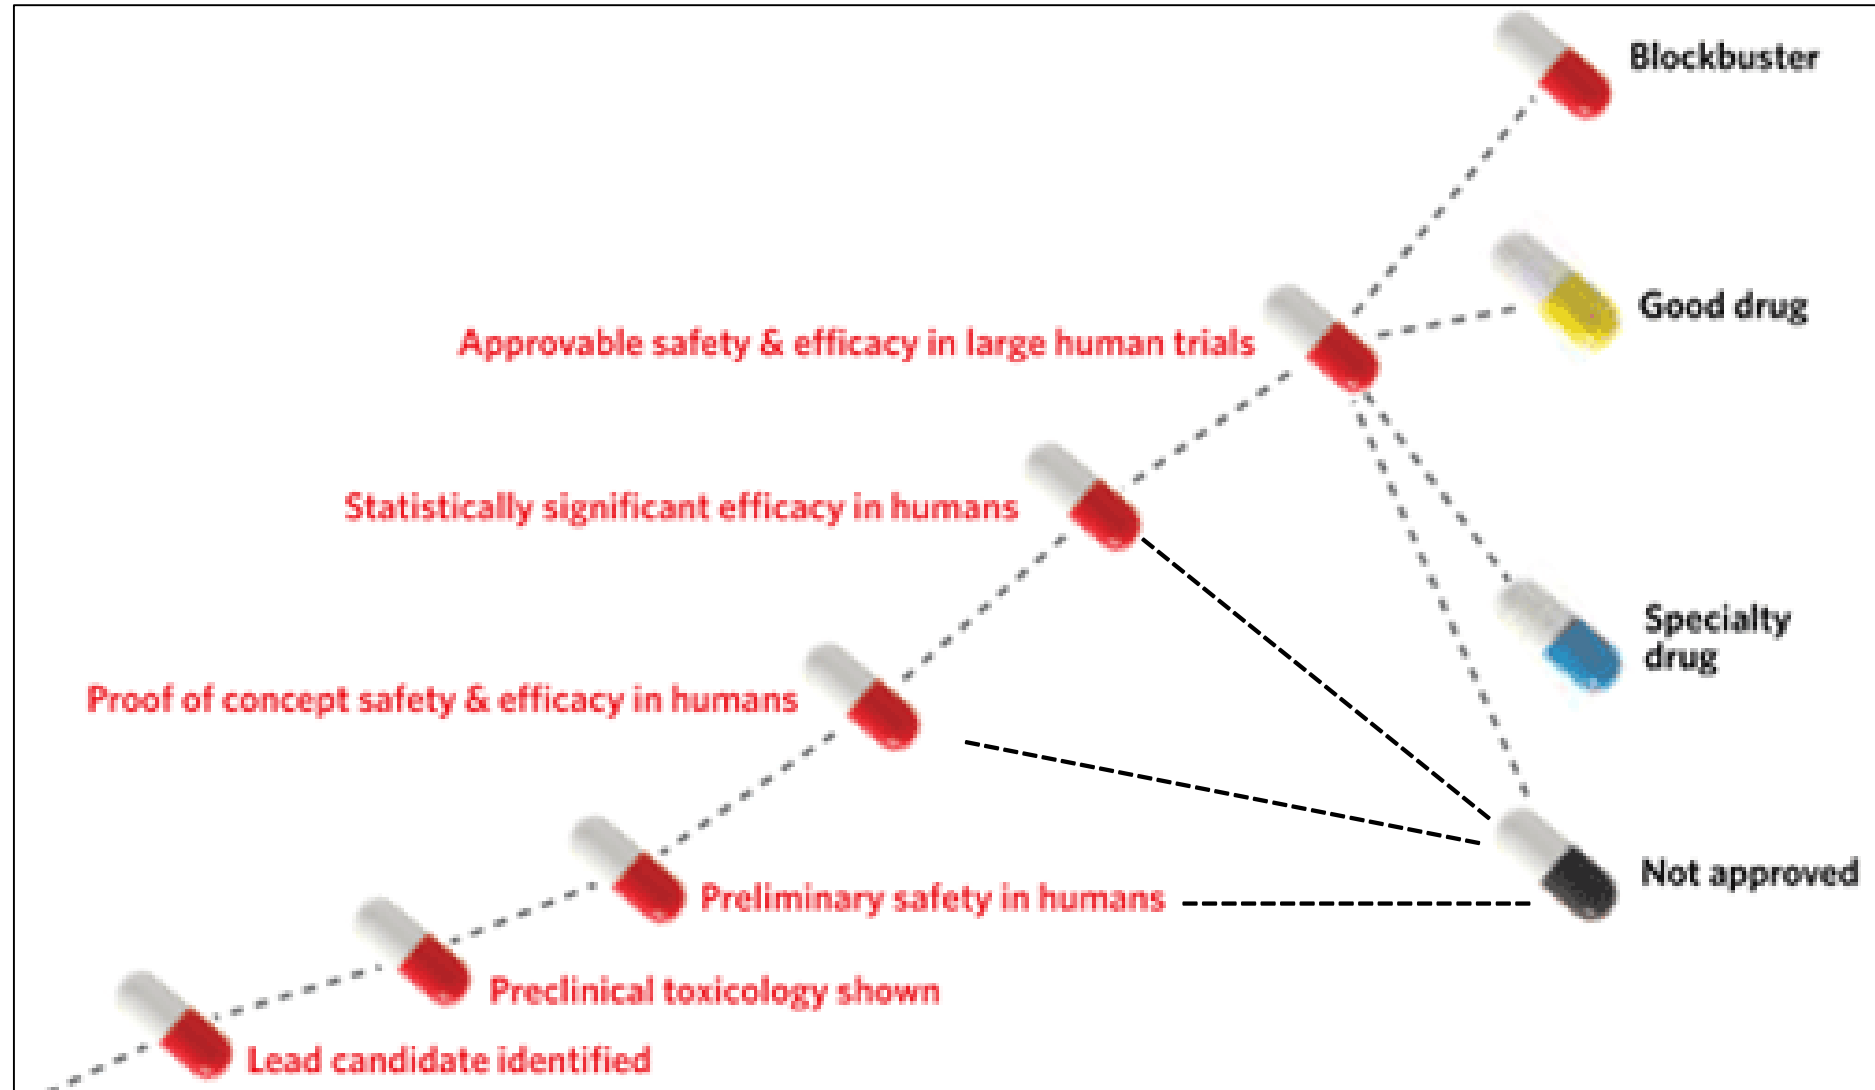 Blockbuster
Good drug
Approvable safety & efficacy in large human trials
Statistically significant efficacy in humans
Specialty
drug
Proof of concept safety & efficacy in humans
Not approved
Preliminary safety in humans
Preclinical toxicology shown
Lead candidate identified